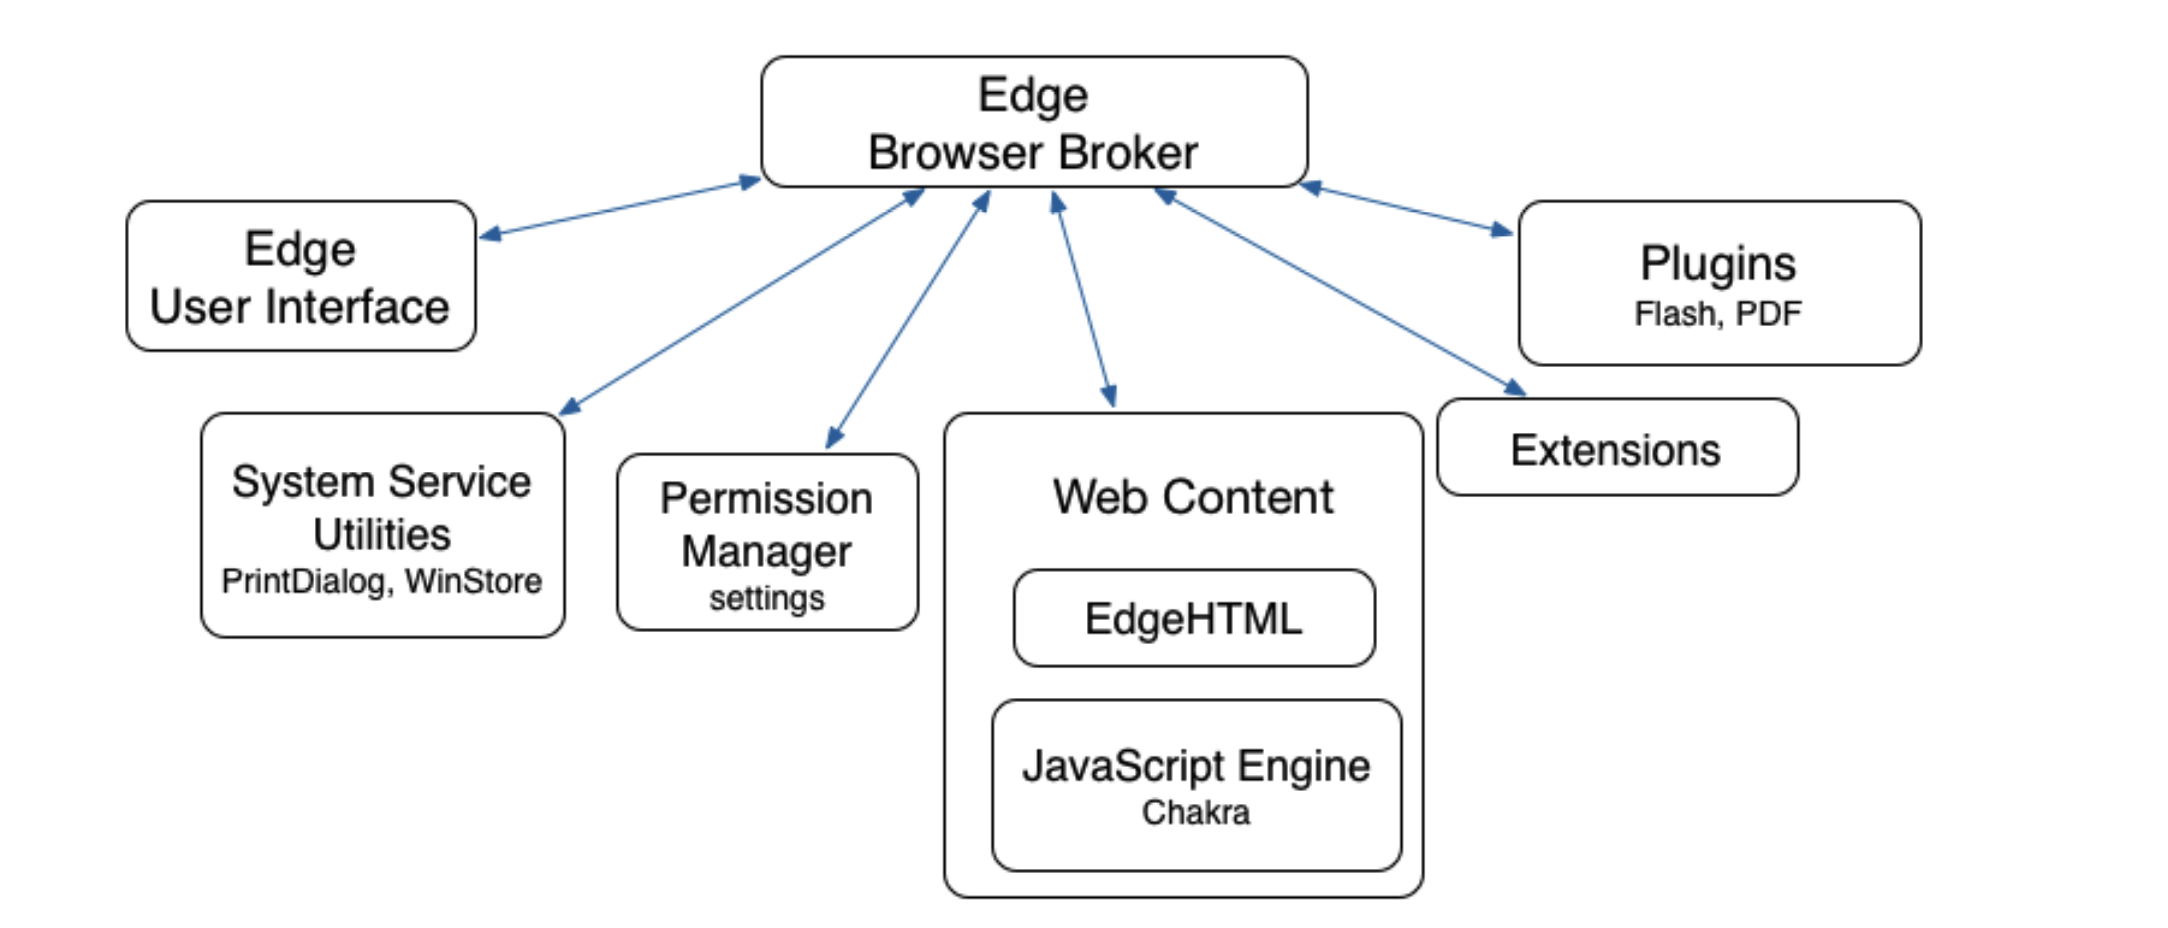 Edge
Browser Broker
Edge
User Interface
Plugins
Flash, PDF
System Service
Utilities
PrintDialog, WinStore
Permission
Manager
settings
Web Content
EdgeHTML
JavaScript Engine
Chakra
Extensions